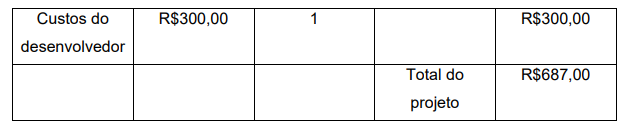 Custos do
desenvolvedor
R$300,00
1
R$300,00
Total do
projeto
R$687,00